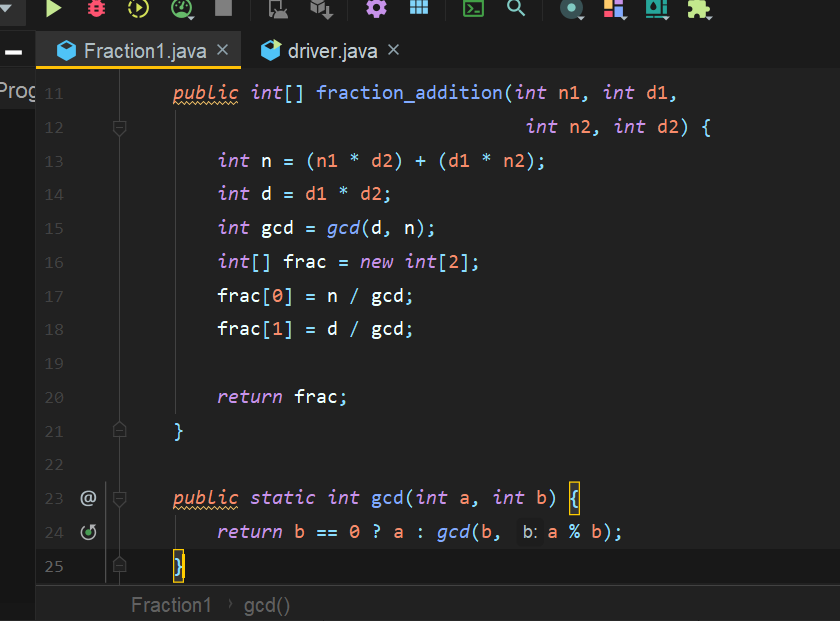 Fraction1.java
driver.java
Prog
11 public int[] fraction_addition(int n1, int d1,
12 int n2, int d2) {
13 int n = (n1 * d2) + (d1 * n2);
14 int d = d1 * d2;
15 int gcd = gcd(d, n);
16 int[] frac = new int[2];
17 frac[0] = n / gcd;
18 frac[1] = d / gcd;
19
20 return frac;
21 }
22
23 @ public static int gcd(int a, int b) {
24 return b == 0 ? a : gcd(b, b: a % b);
25 }
Fraction1 › gcd()